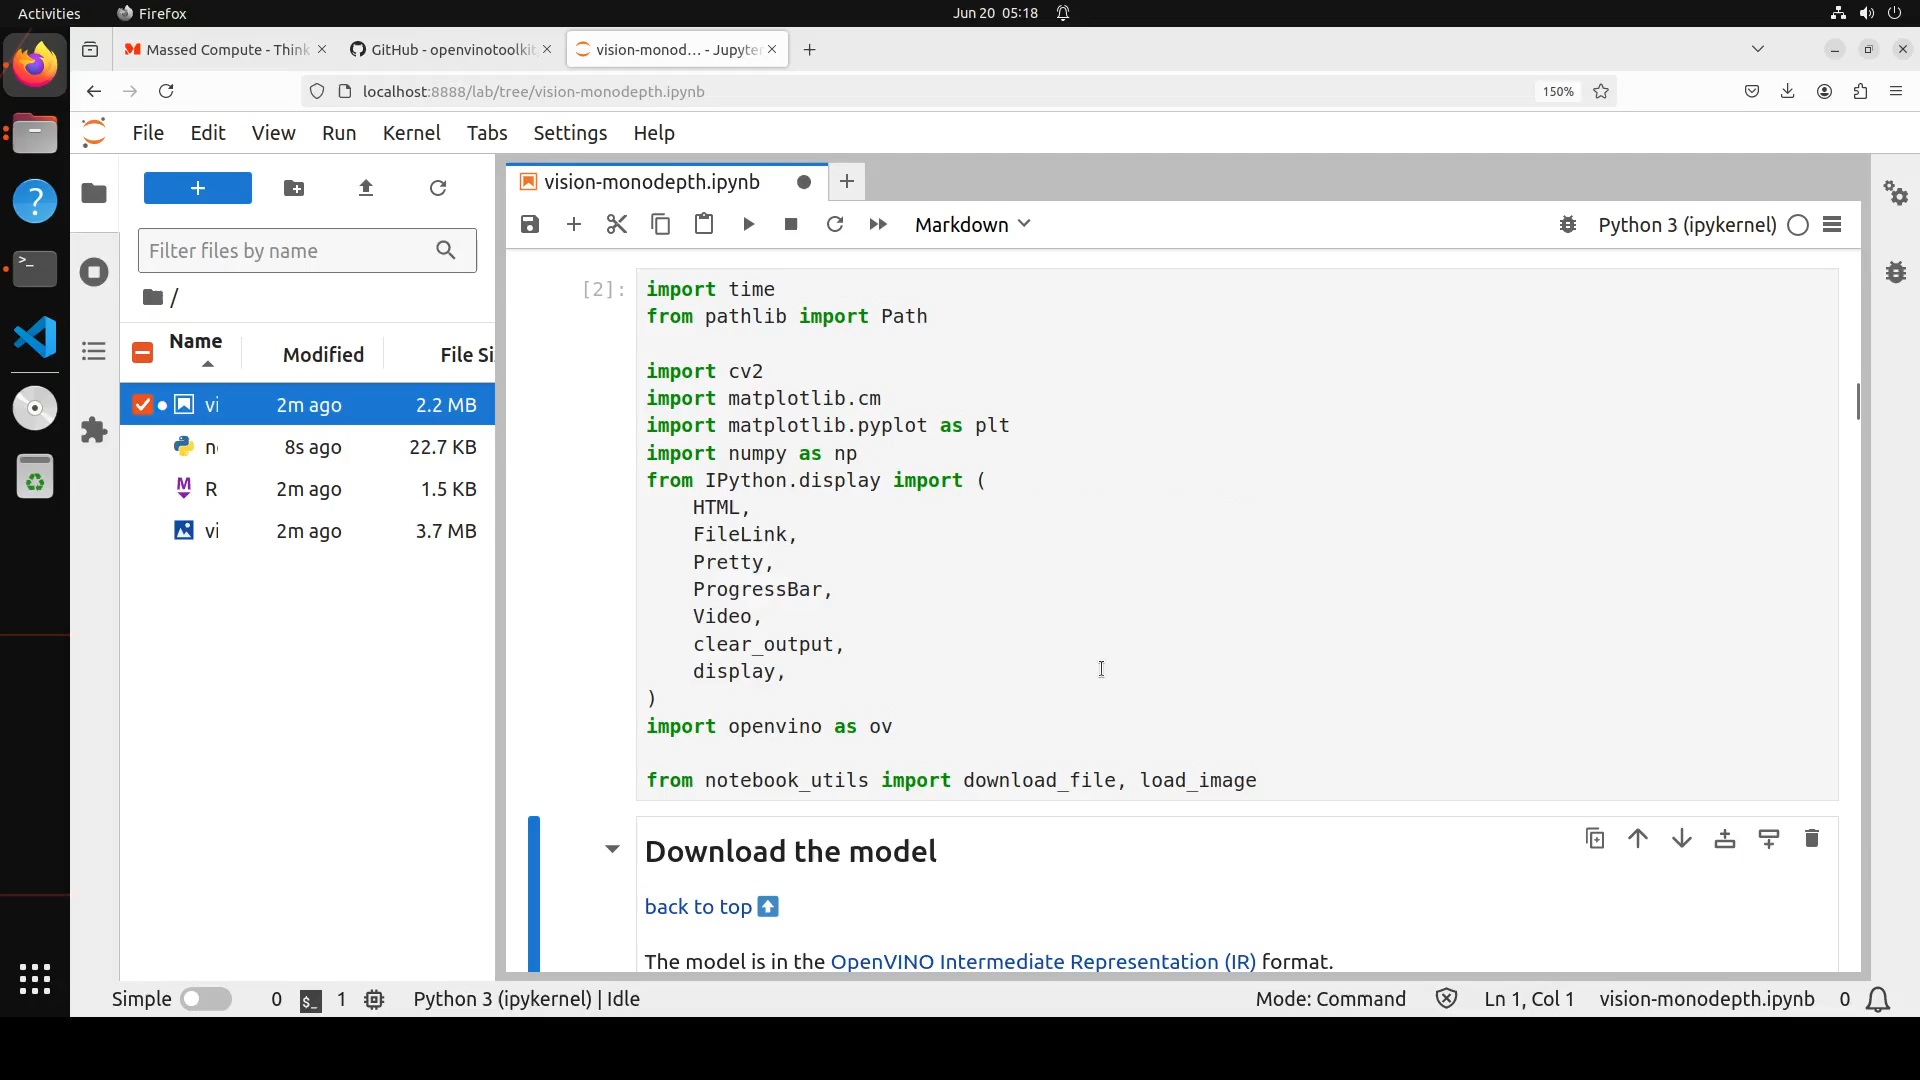 Activities
Firefox
Jun 20 05:18
Massed Compute - Think
GitHub - openvinotoolkit
vision-monod… - Jupyter
localhost:8888/lab/tree/vision-monodepth.ipynb
150%
File Edit View Run Kernel Tabs Settings Help
+
Filter files by name
/
Name
Modified
File Si
vi 2m ago 2.2 MB
8s ago 22.7 KB
R 2m ago 1.5 KB
vi 2m ago 3.7 MB
vision-monodepth.ipynb
Markdown
Python 3 (ipykernel)
[2]:
import time
from pathlib import Path
import cv2
import matplotlib.cm
import matplotlib.pyplot as plt
import numpy as np
from IPython.display import (
HTML,
FileLink,
Pretty,
ProgressBar,
Video,
clear_output,
display,
)
import openvino as ov
from notebook_utils import download_file, load_image
Download the model
back to top
The model is in the OpenVINO Intermediate Representation (IR) format.
Simple
0
$_
1
Python 3 (ipykernel) | Idle
Mode: Command
Ln 1, Col 1
vision-monodepth.ipynb
0